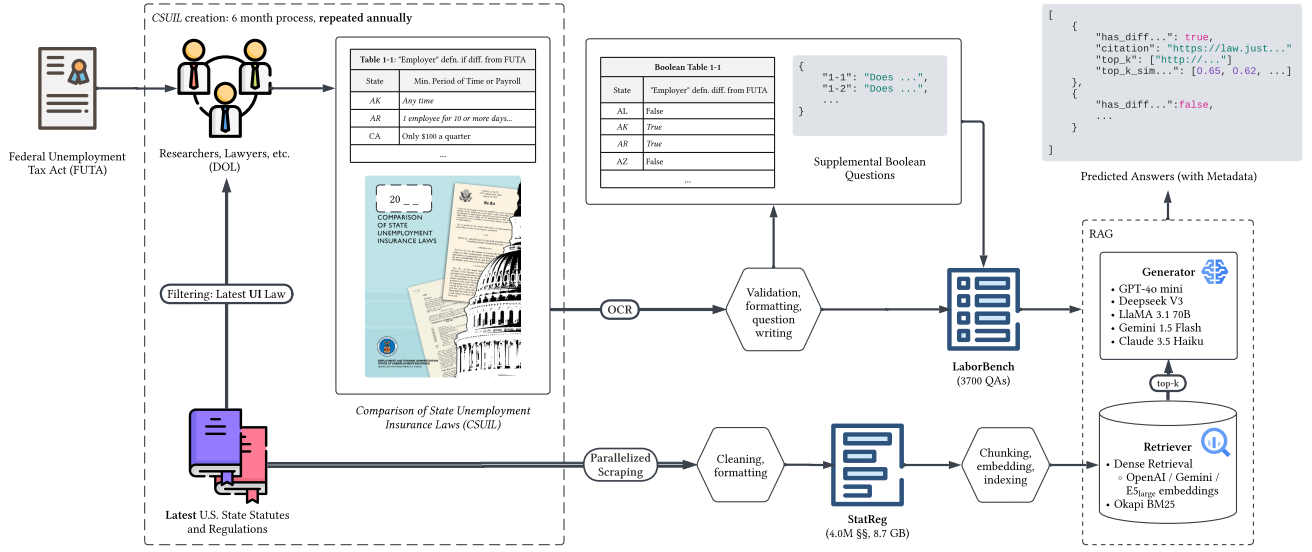 CSUIL creation: 6 month process, repeated annually
Federal Unemployment
Tax Act (FUTA)
Researchers, Lawyers, etc.
(DOL)
Filtering: Latest UI Law
Latest U.S. State Statutes
and Regulations
Table 1-1: "Employer" defn. if diff from FUTA
State Min. Period of Time or Payroll
AK Any time
AR 1 employee for 10 or more days...
CA Only $100 a quarter
...
20 _ _
COMPARISON
OF STATE
UNEMPLOYMENT
INSURANCE LAWS
Comparison of State Unemployment
Insurance Laws (CSUIL)
OCR
Parallelized
Scraping
Boolean Table 1-1
State "Employer" defn. diff. from FUTA
AL False
AK True
AR True
AZ False
...
{
"1-1": "Does ...",
"1-2": "Does ...",
...
}
Supplemental Boolean
Questions
Validation,
formatting,
question
writing
LaborBench
(3700 QAs)
Cleaning,
formatting
StatReg
(4.0M §§, 8.7 GB)
Chunking,
embedding,
indexing
[
{
"has_diff...": true,
"citation": "https://law.just..."
"top_k": ["http://..."]
"top_k_sim...": [0.65, 0.62, ...]
},
{
"has_diff...":false,
...
}
]
Predicted Answers (with Metadata)
RAG
Generator
• GPT-4o mini
• Deepseek V3
• LLaMA 3.1 70B
• Gemini 1.5 Flash
• Claude 3.5 Haiku
top-k
Retriever
• Dense Retrieval
◦ OpenAI / Gemini /
E5large embeddings
• Okapi BM25